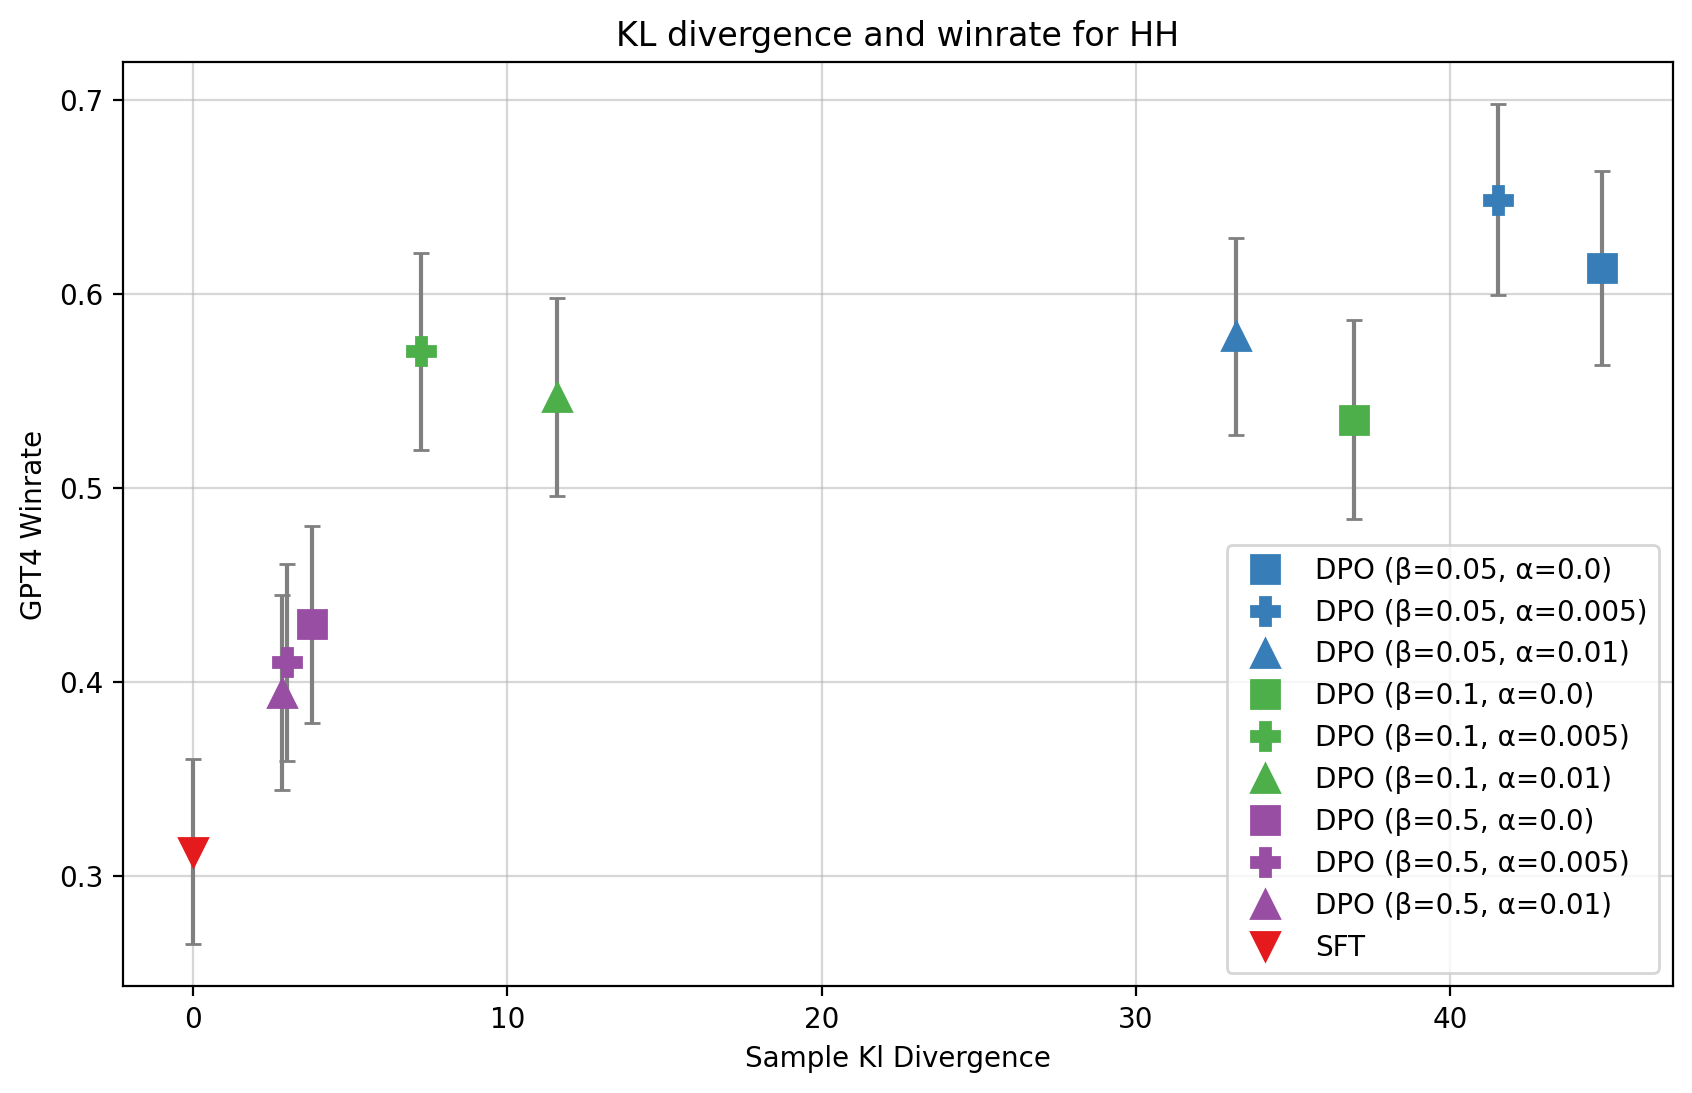 KL divergence and winrate for HH
0.7
0.6
0.5
0.4
0.3
GPT4 Winrate
DPO (β=0.05, α=0.0)
DPO (β=0.05, α=0.005)
DPO (β=0.05, α=0.01)
DPO (β=0.1, α=0.0)
DPO (β=0.1, α=0.005)
DPO (β=0.1, α=0.01)
DPO (β=0.5, α=0.0)
DPO (β=0.5, α=0.005)
DPO (β=0.5, α=0.01)
SFT
0 10 20 30 40
Sample Kl Divergence